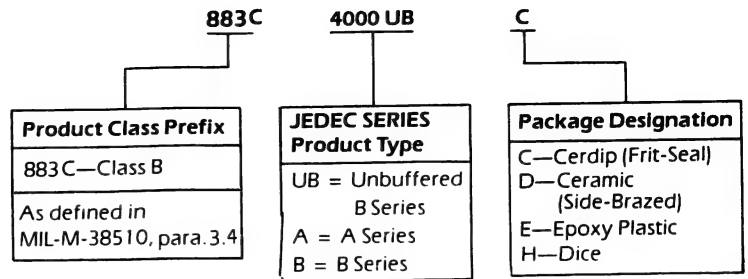 883C 4000 UB C
Product Class Prefix
883C—Class B
As defined in
MIL-M-38510, para. 3.4
JEDEC SERIES
Product Type
UB = Unbuffered
B Series
A = A Series
B = B Series
Package Designation
C—Cerdip (Frit-Seal)
D—Ceramic
(Side-Brazed)
E—Epoxy Plastic
H—Dice